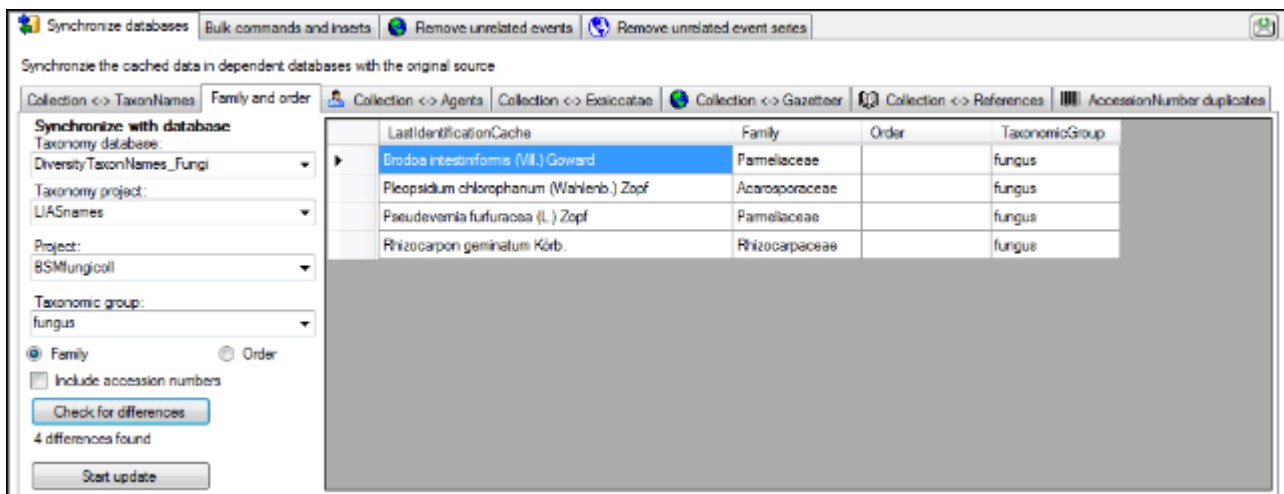 Synchronize databases Bulk commands and inserts Remove unrelated events Remove unrelated event series
Synchronzie the cached data in dependent databases with the original source
Collection <-> TaxonNames Family and order Collection <-> Agents Collection <-> Exsiccatae Collection <-> Gazetteer Collection <-> References AccessionNumber duplicates
Synchronize with database
Taxonomy database:
DiversityTaxonNames_Fungi
Taxonomy project:
LIASnames
Project:
BSMfungicoll
Taxonomic group:
fungus
Family Order
Include accession numbers
Check for differences
4 differences found
Start update
LastIdentificationCache Family Order TaxonomicGroup
Brodoa intestiniformis (Vill.) Goward Parmeliaceae fungus
Pleopsidium chlorophanum (Wahlenb.) Zopf Acarosporaceae fungus
Pseudevernia furfuracea (L.) Zopf Parmeliaceae fungus
Rhizocarpon geminatum Körb. Rhizocarpaceae fungus